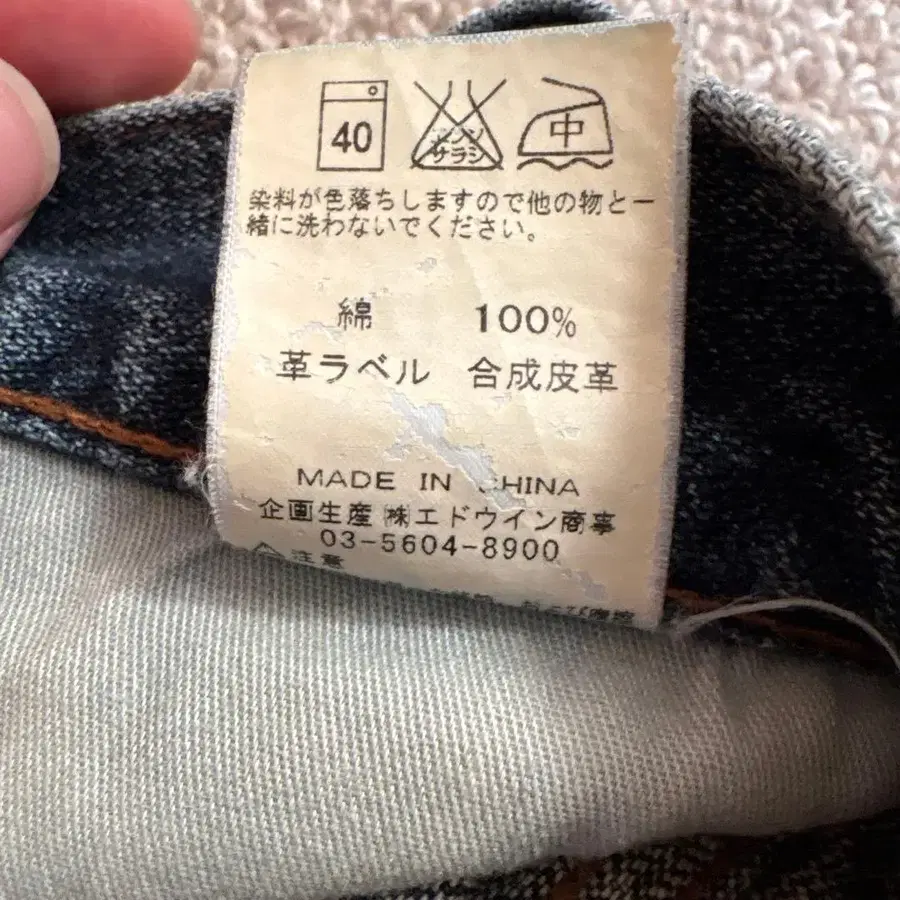 40
エンソ
サラシ
中
染料が色落ちしますので他の物と一
緒に洗わないでください。
綿 100%
革ラベル 合成皮革
MADE IN CHINA
企画生産 ㈱エドウイン商事
03-5604-8900
注意